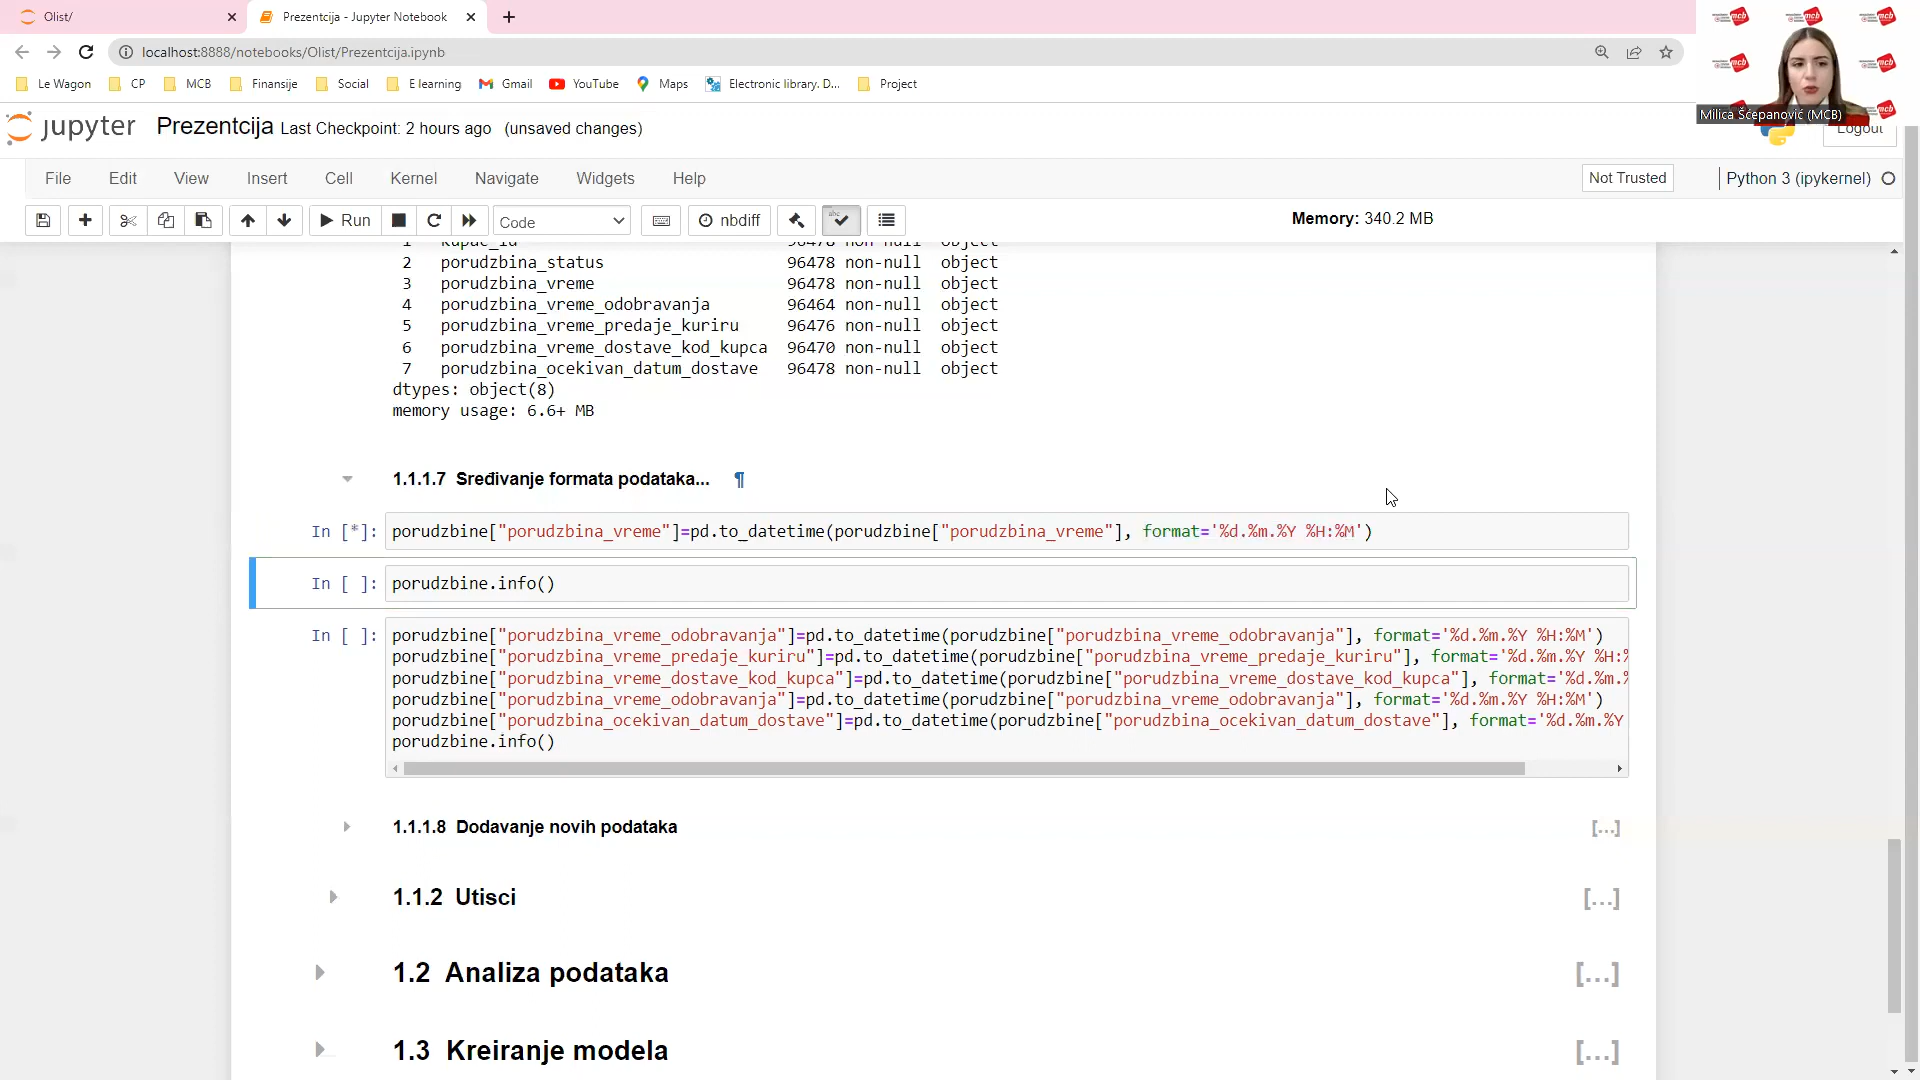 Olist/
Prezentcija - Jupyter Notebook
localhost:8888/notebooks/Olist/Prezentcija.ipynb
Le Wagon CP MCB Finansije Social E learning Gmail YouTube Maps Electronic library. D... Project
Milica Šćepanović (MCB)
jupyter Prezentcija Last Checkpoint: 2 hours ago (unsaved changes)
Logout
File Edit View Insert Cell Kernel Navigate Widgets Help
Not Trusted
Python 3 (ipykernel)
Run
Code
nbdiff
Memory: 340.2 MB
1 kupac_id 96478 non-null object
2 porudzbina_status 96478 non-null object
3 porudzbina_vreme 96478 non-null object
4 porudzbina_vreme_odobravanja 96464 non-null object
5 porudzbina_vreme_predaje_kuriru 96476 non-null object
6 porudzbina_vreme_dostave_kod_kupca 96470 non-null object
7 porudzbina_ocekivan_datum_dostave 96478 non-null object
dtypes: object(8)
memory usage: 6.6+ MB
1.1.1.7 Sređivanje formata podataka... ¶
In [*]: porudzbine["porudzbina_vreme"]=pd.to_datetime(porudzbine["porudzbina_vreme"], format='%d.%m.%Y %H:%M')
In [ ]: porudzbine.info()
In [ ]: porudzbine["porudzbina_vreme_odobravanja"]=pd.to_datetime(porudzbine["porudzbina_vreme_odobravanja"], format='%d.%m.%Y %H:%M')
porudzbine["porudzbina_vreme_predaje_kuriru"]=pd.to_datetime(porudzbine["porudzbina_vreme_predaje_kuriru"], format='%d.%m.%Y %H:%
porudzbine["porudzbina_vreme_dostave_kod_kupca"]=pd.to_datetime(porudzbine["porudzbina_vreme_dostave_kod_kupca"], format='%d.%m.%
porudzbine["porudzbina_vreme_odobravanja"]=pd.to_datetime(porudzbine["porudzbina_vreme_odobravanja"], format='%d.%m.%Y %H:%M')
porudzbine["porudzbina_ocekivan_datum_dostave"]=pd.to_datetime(porudzbine["porudzbina_ocekivan_datum_dostave"], format='%d.%m.%Y
porudzbine.info()
1.1.1.8 Dodavanje novih podataka [...]
1.1.2 Utisci [...]
1.2 Analiza podataka [...]
1.3 Kreiranje modela [...]